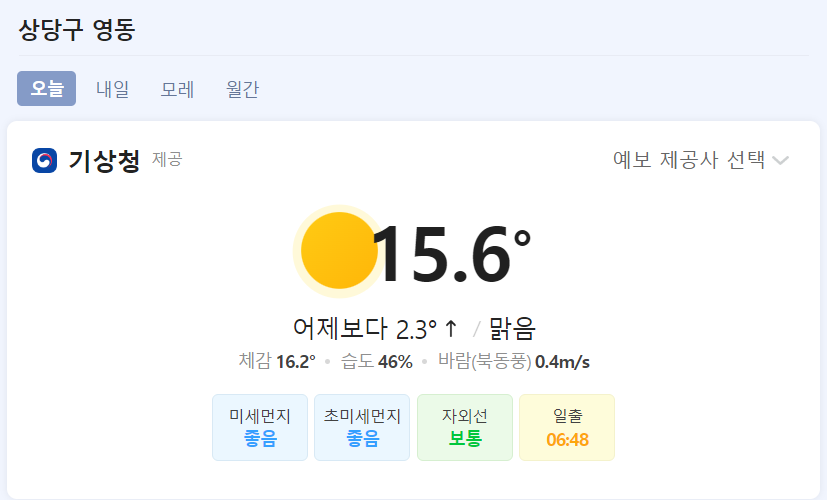 상당구 영동
오늘 내일 모레 월간
기상청 제공 예보 제공사 선택
15.6°
어제보다 2.3° ↑ / 맑음
체감 16.2° • 습도 46% • 바람(북동풍) 0.4m/s
미세먼지 초미세먼지 자외선 일출
좋음 좋음 보통 06:48